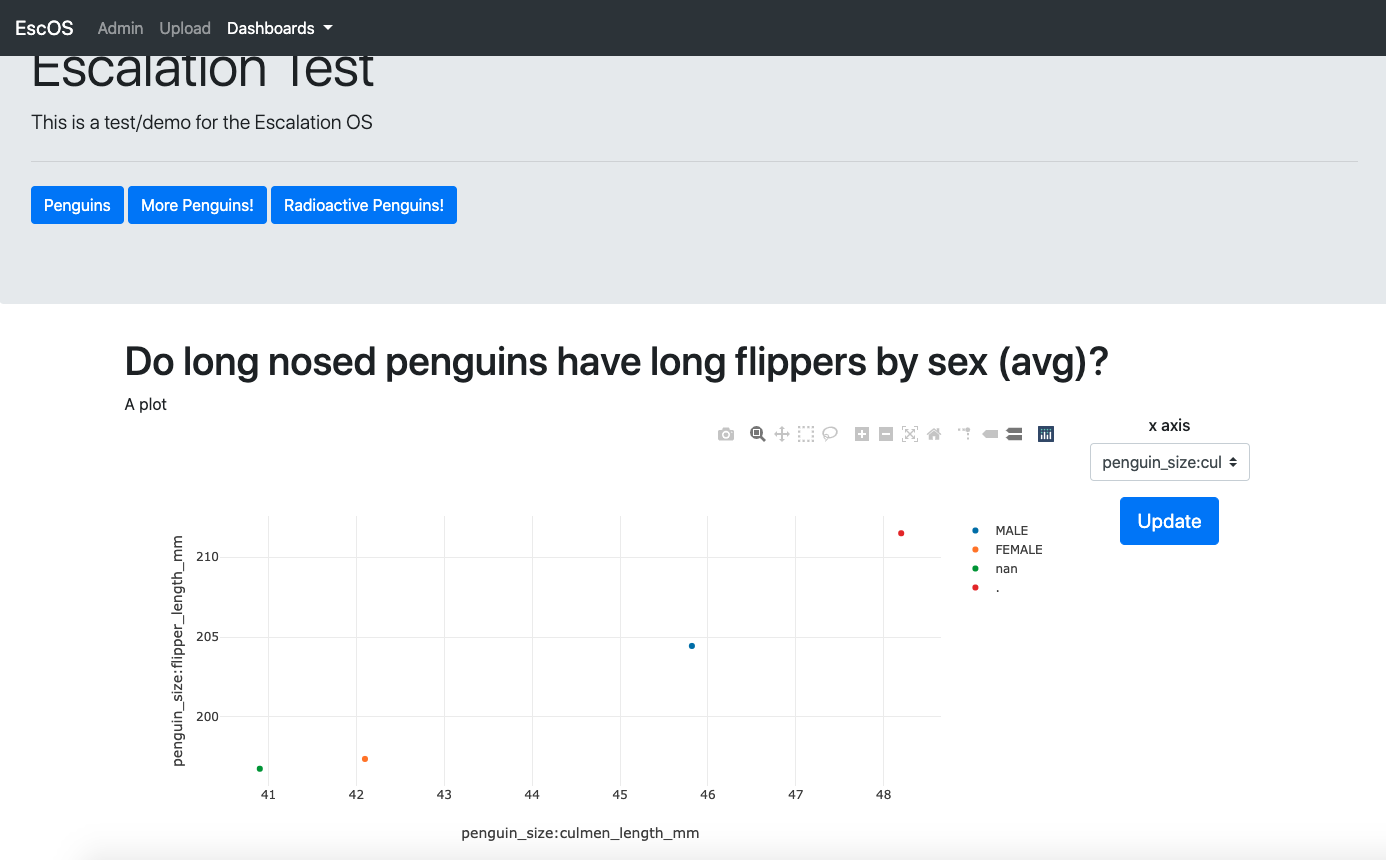 EscOS Admin Upload Dashboards
Escalation Test
This is a test/demo for the Escalation OS
Penguins More Penguins! Radioactive Penguins!
Do long nosed penguins have long flippers by sex (avg)?
A plot
x axis
penguin_size:cul
Update
penguin_size:flipper_length_mm
210
205
200
41 42 43 44 45 46 47 48
penguin_size:culmen_length_mm
MALE
FEMALE
nan
.